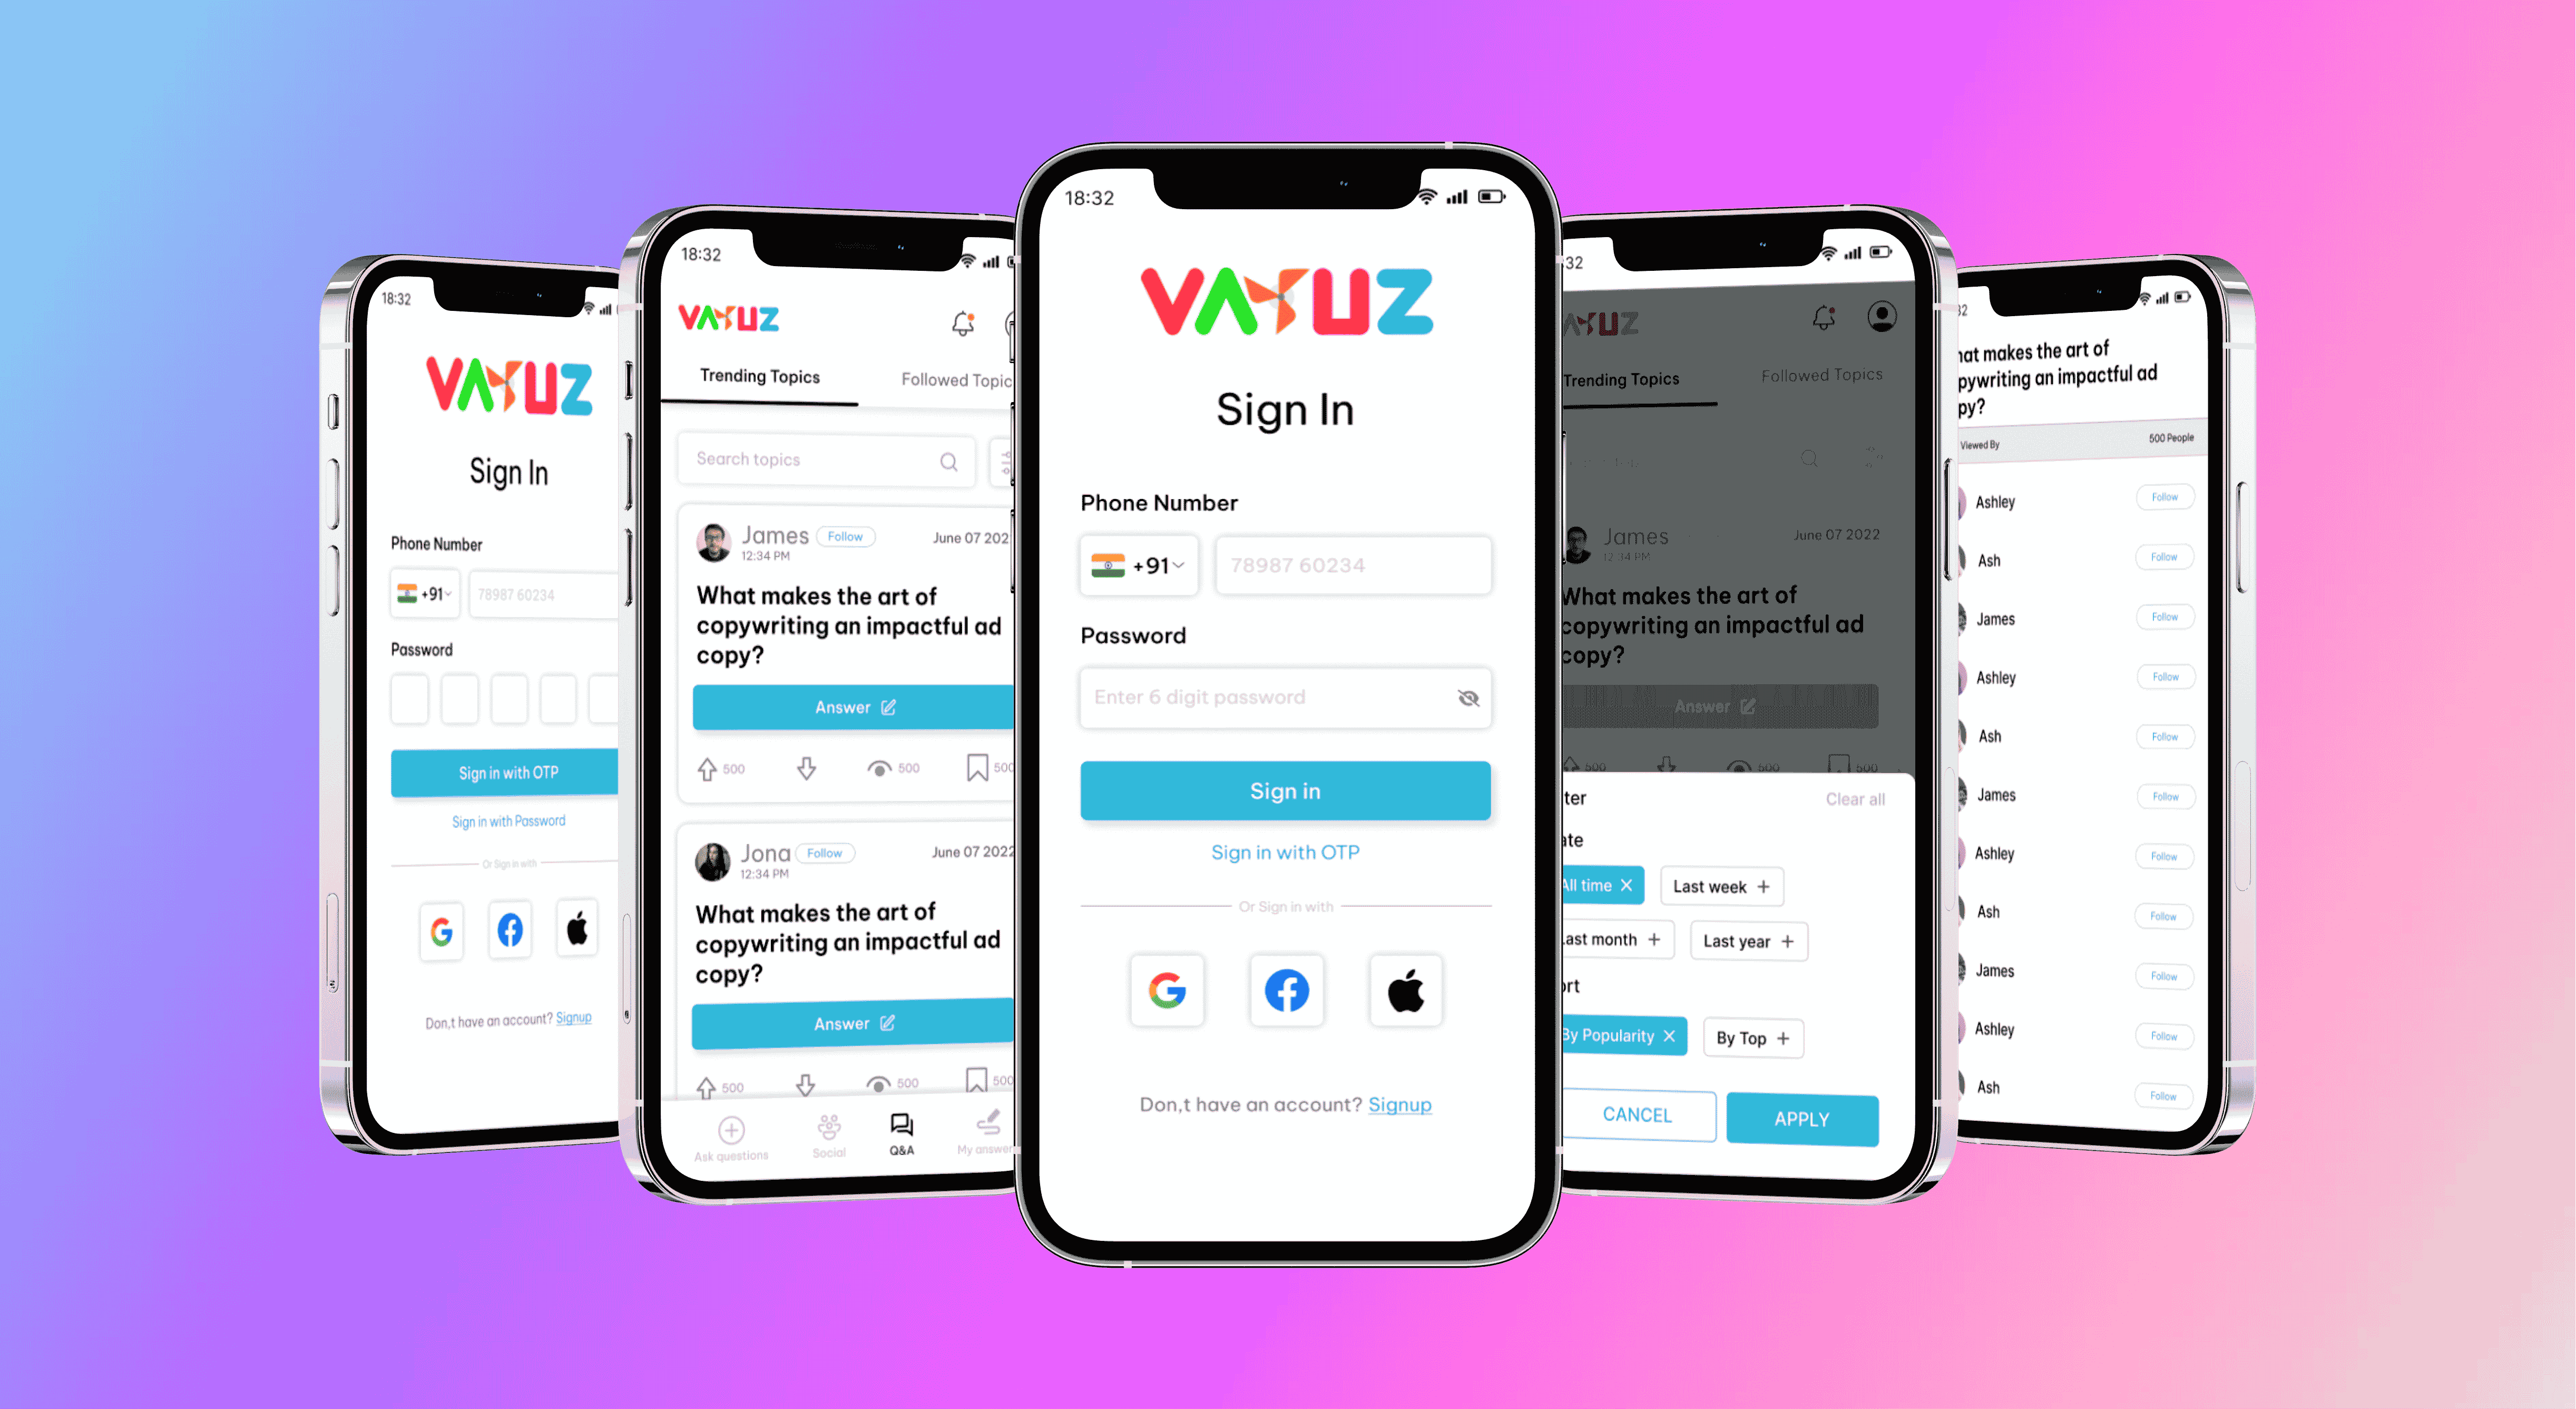 18:32
VAYUZ
Sign In
Phone Number
+91 78987 60234
Password
Sign in with OTP
Sign in with Password
Or Sign in with
Don,t have an account? Signup
18:32
VAYUZ
Trending Topics Followed Topic
Search topics
James Follow June 07 202
12:34 PM
What makes the art of
copywriting an impactful ad
copy?
Answer
500 500 500
Jona Follow June 07 2022
12:34 PM
What makes the art of
copywriting an impactful ad
copy?
Answer
500 500 500
Ask questions Social Q&A My answer
18:32
VAYUZ
Sign In
Phone Number
+91 78987 60234
Password
Enter 6 digit password
Sign in
Sign in with OTP
Or Sign in with
Don,t have an account? Signup
:32
AYUZ
Trending Topics Followed Topics
James June 07 2022
12:34 PM
What makes the art of
copywriting an impactful ad
copy?
Answer
500 500 500
ter Clear all
ate
All time Last week
Last month Last year
ort
By Popularity By Top
CANCEL APPLY
32
hat makes the art of
pywriting an impactful ad
py?
Viewed By 500 People
Ashley Follow
Ash Follow
James Follow
Ashley Follow
Ash Follow
James Follow
Ashley Follow
Ash Follow
James Follow
Ashley Follow
Ash Follow